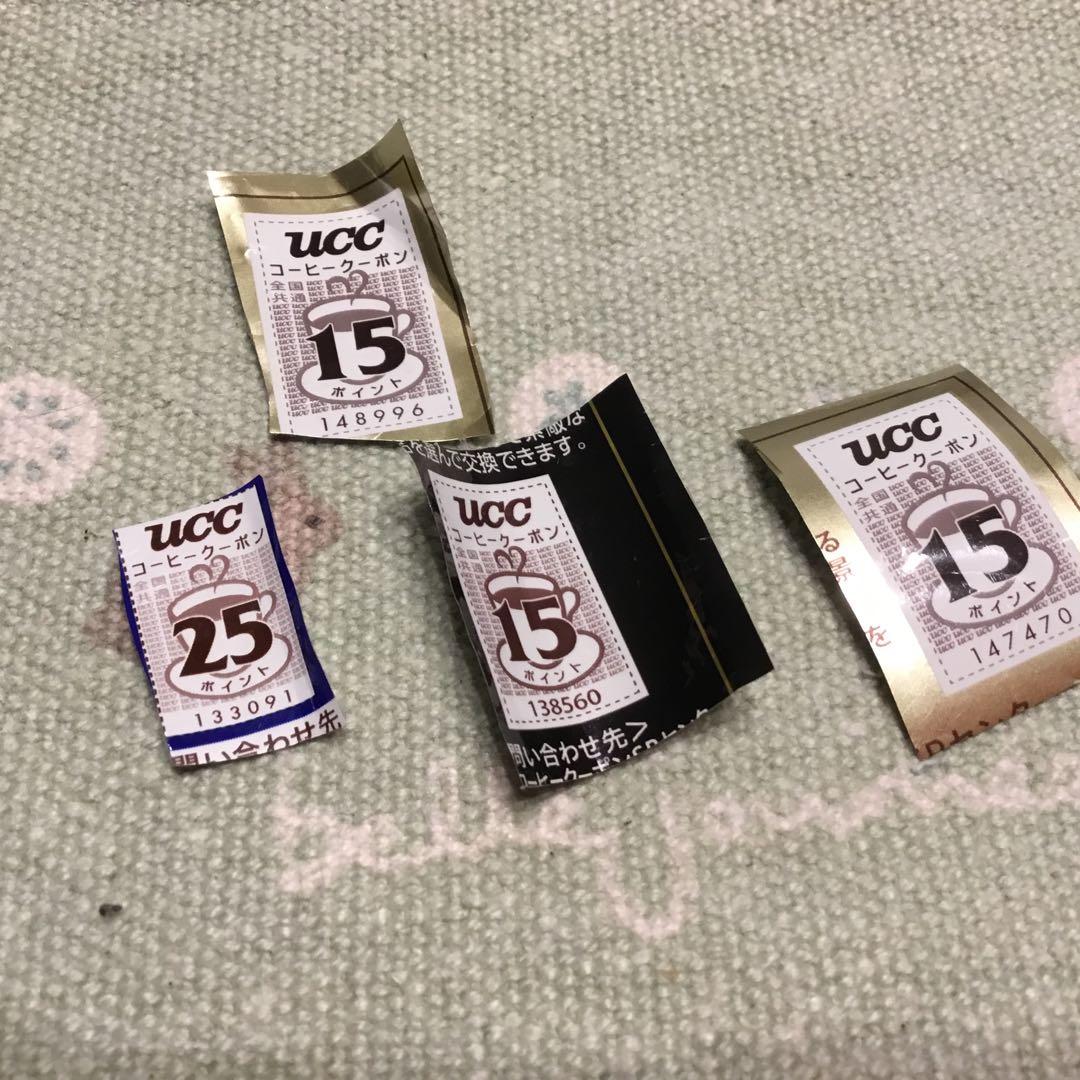 ucc
コーヒークーポン
全国
共通
15
ポイント
148996
ucc
コーヒークーポン
全国
共通
25
ポイント
133091
問い合わせ先
を選んで交換できます。
ucc
コーヒークーポン
全国
共通
15
ポイント
138560
問い合わせ先>
コーヒークーポン
ucc
コーヒークーポン
全国
共通
15
ポイント
147470
る
を